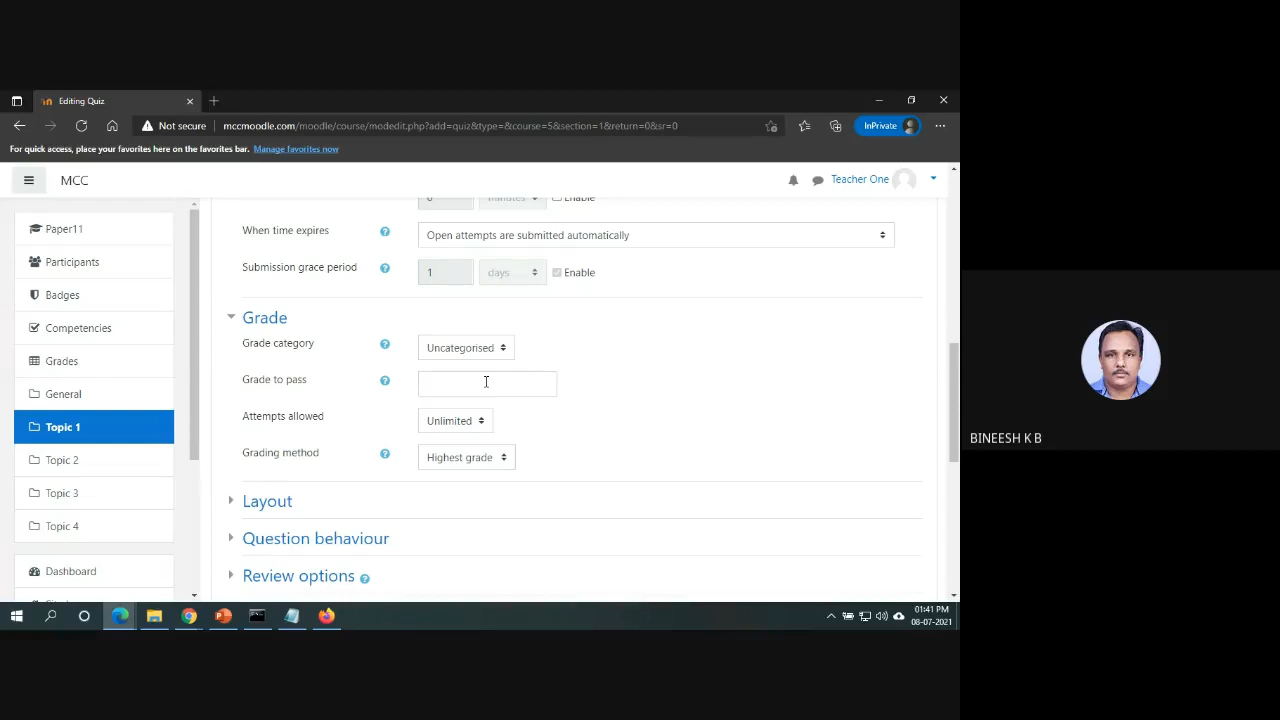 Editing Quiz
Not secure mccmoodle.com/moodle/course/modedit.php?add=quiz&type=&course=5&section=1&return=0&sr=0 InPrivate
For quick access, place your favorites here on the favorites bar. Manage favorites now
MCC Teacher One
Paper11
Participants
Badges
Competencies
Grades
General
Topic 1
Topic 2
Topic 3
Topic 4
Dashboard
minutes Enable
When time expires Open attempts are submitted automatically
Submission grace period 1 days Enable
Grade
Grade category Uncategorised
Grade to pass
Attempts allowed Unlimited
Grading method Highest grade
Layout
Question behaviour
Review options
BINEESH K B
01:41 PM
08-07-2021